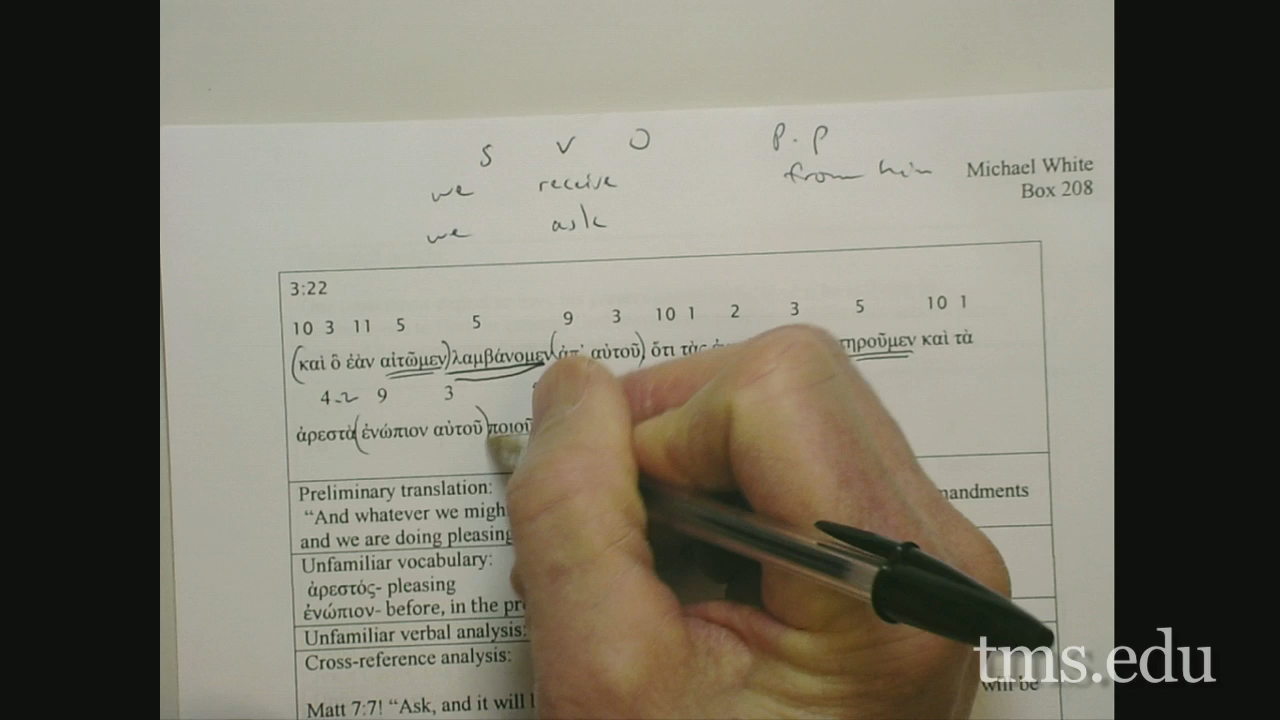 S V O P.P
we receive from him Michael White
we ask Box 208
3:22
10 3 11 5 5 9 3 10 1 2 3 5 10 1
(καὶ ὃ ἐὰν αἰτῶμεν) λαμβάνομεν (ἀπ' αὐτοῦ) ὅτι τὰς τηροῦμεν καὶ τὰ
4-2 9 3
ἀρεστὰ (ἐνώπιον αὐτοῦ)
Preliminary translation:
“And whatever we
and we are doing pleasing
Unfamiliar vocabulary:
ἀρεστός- pleasing
ἐνώπιον- before, in the
Unfamiliar verbal analysis:
Cross-reference analysis:
will be
Matt 7:7! “Ask, and it will
tms.edu